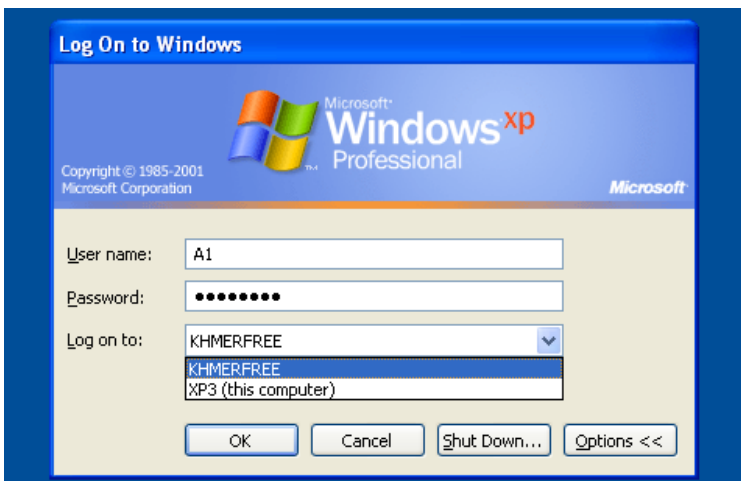 Log On to Windows
Microsoft®
Windows xp
Professional
Copyright © 1985-2001
Microsoft Corporation
Microsoft
User name: A1
Password: ●●●●●●●●
Log on to: KHMERFREE
KHMERFREE
XP3 (this computer)
OK Cancel Shut Down... Options <<